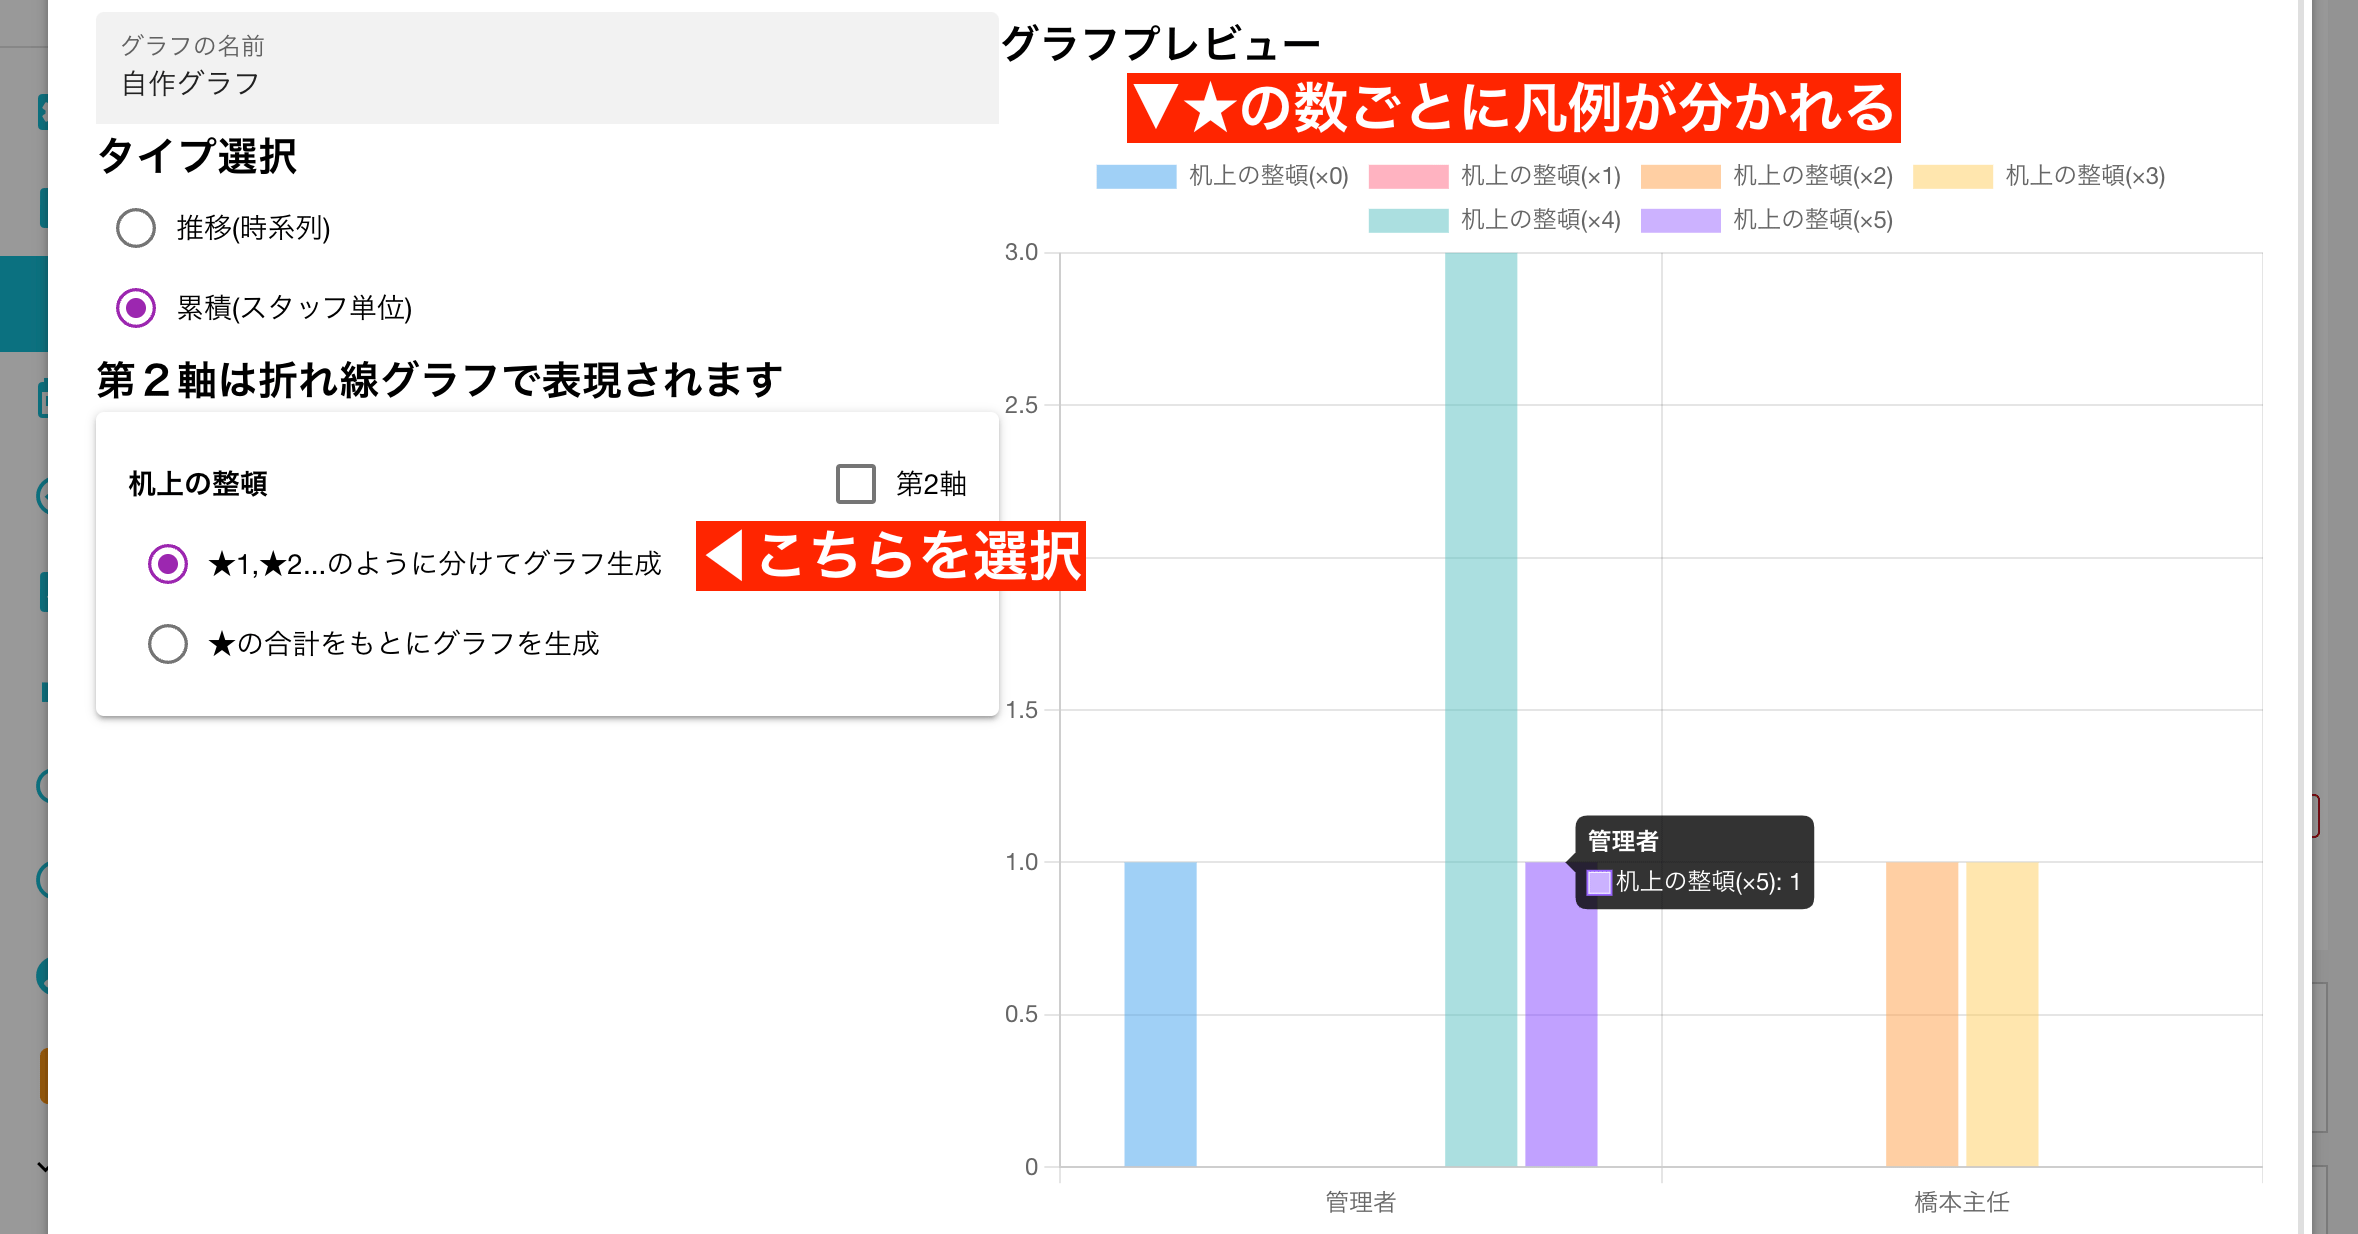 グラフの名前
自作グラフ
タイプ選択
推移(時系列)
累積(スタッフ単位)
第２軸は折れ線グラフで表現されます
机上の整頓
第2軸
★1,★2...のように分けてグラフ生成
◀こちらを選択
★の合計をもとにグラフを生成
グラフプレビュー
▼★の数ごとに凡例が分かれる
机上の整頓(×0) 机上の整頓(×1) 机上の整頓(×2) 机上の整頓(×3)
机上の整頓(×4) 机上の整頓(×5)
3.0
2.5
1.5
1.0
0.5
0
管理者
机上の整頓(×5): 1
管理者 橋本主任